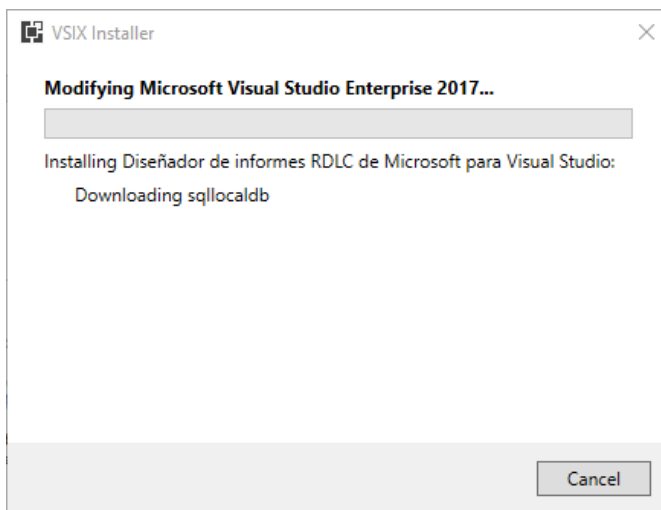 VSIX Installer
Modifying Microsoft Visual Studio Enterprise 2017...
Installing Diseñador de informes RDLC de Microsoft para Visual Studio:
Downloading sqllocaldb
Cancel